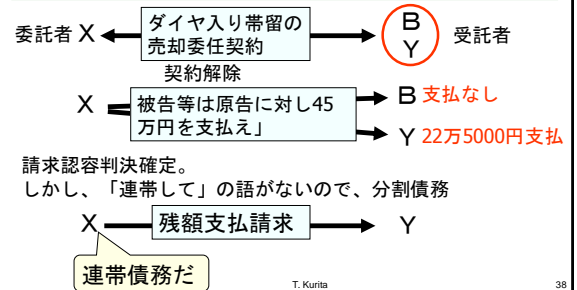 委託者 X
ダイヤ入り帯留の
売却委任契約
B
Y
受託者
契約解除
X
被告等は原告に対し45
万円を支払え」
B 支払なし
Y 22万5000円支払
請求認容判決確定。
しかし、「連帯して」の語がないので、分割債務
X
残額支払請求
Y
連帯債務だ
T. Kurita
38